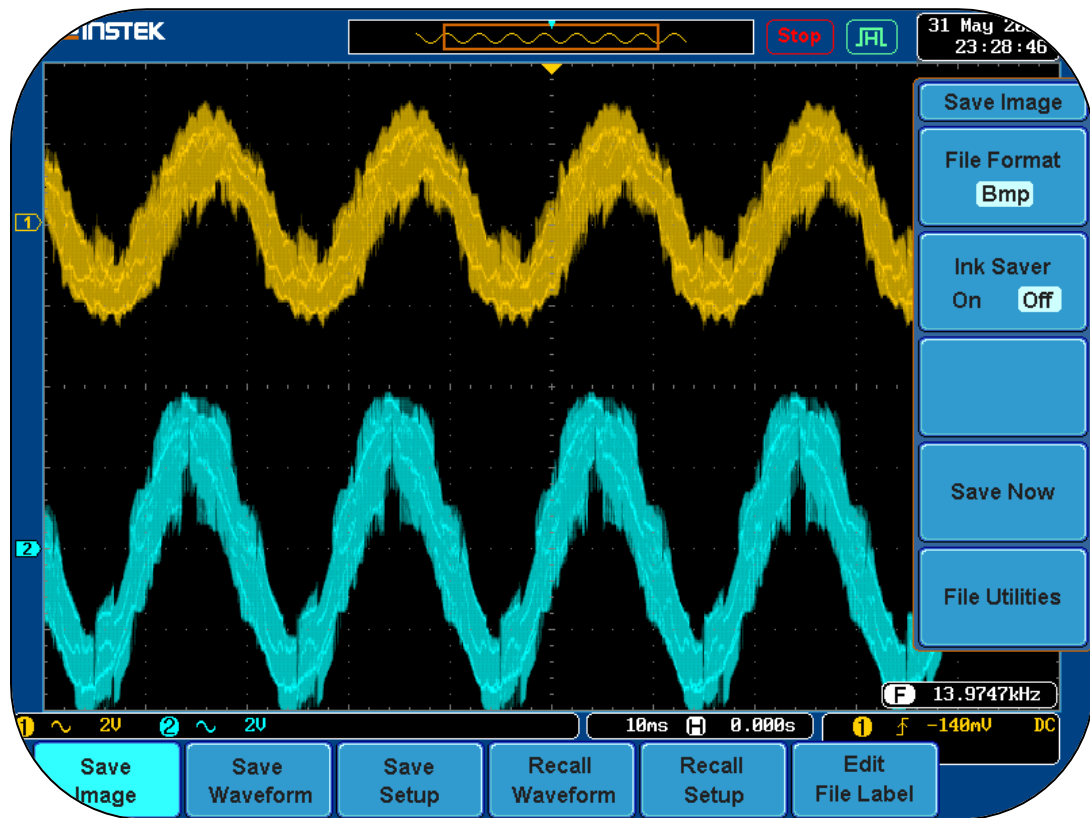 INSTEK
Stop
31 May
23:28:46
Save Image
File Format
Bmp
1
Ink Saver
On Off
Save Now
2
File Utilities
F 13.9747kHz
1 2V 2 2V 10ms H 0.000s 1 -140mV DC
Save Image
Save Waveform
Save Setup
Recall Waveform
Recall Setup
Edit File Label